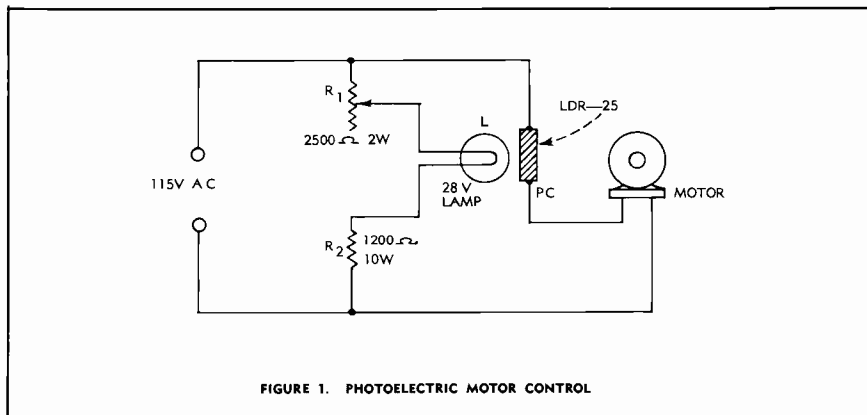 R1
2500 Ω 2W
115V AC
L
28 V
LAMP
LDR—25
PC
MOTOR
R2
1200 Ω
10W
FIGURE 1. PHOTOELECTRIC MOTOR CONTROL